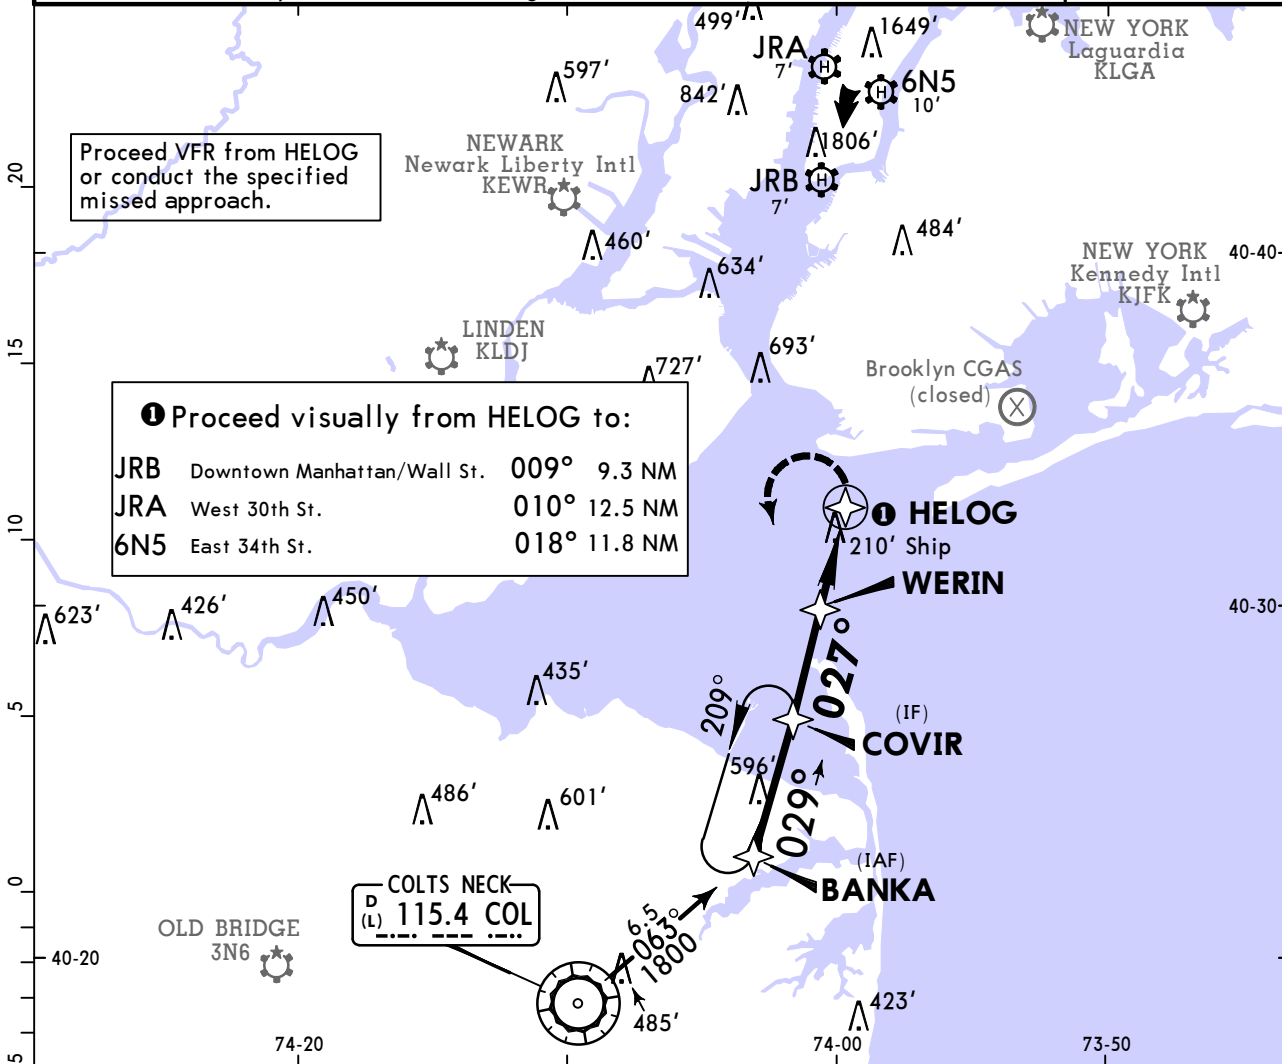 499'
JRA
7'
1649'
NEW YORK
Laguardia
KLGA
597'
842'
H
H
6N5
10'
1806'
Proceed VFR from HELOG
or conduct the specified
missed approach.
NEWARK
Newark Liberty Intl
KEWR
JRB
7'
H
20
460'
484'
634'
NEW YORK
Kennedy Intl
KJFK
40-40
LINDEN
KLDJ
15
727'
693'
Brooklyn CGAS
(closed)
X
1 Proceed visually from HELOG to:
JRB Downtown Manhattan/Wall St. 009° 9.3 NM
JRA West 30th St. 010° 12.5 NM
6N5 East 34th St. 018° 11.8 NM
10
1 HELOG
210' Ship
WERIN
40-30
623'
426'
450'
027°
435'
209°
(IF)
COVIR
5
596'
029°
486'
601'
(IAF)
BANKA
0
COLTS NECK
D
(L) 115.4 COL
6.5
063°
1800
OLD BRIDGE
3N6
40-20
485'
423'
5
74-20
74-00
73-50